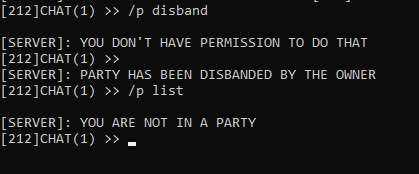 [212]CHAT(1) >> /p disband
[SERVER]: YOU DON'T HAVE PERMISSION TO DO THAT
[212]CHAT(1) >>
[SERVER]: PARTY HAS BEEN DISBANDED BY THE OWNER
[212]CHAT(1) >> /p list
[SERVER]: YOU ARE NOT IN A PARTY
[212]CHAT(1) >>